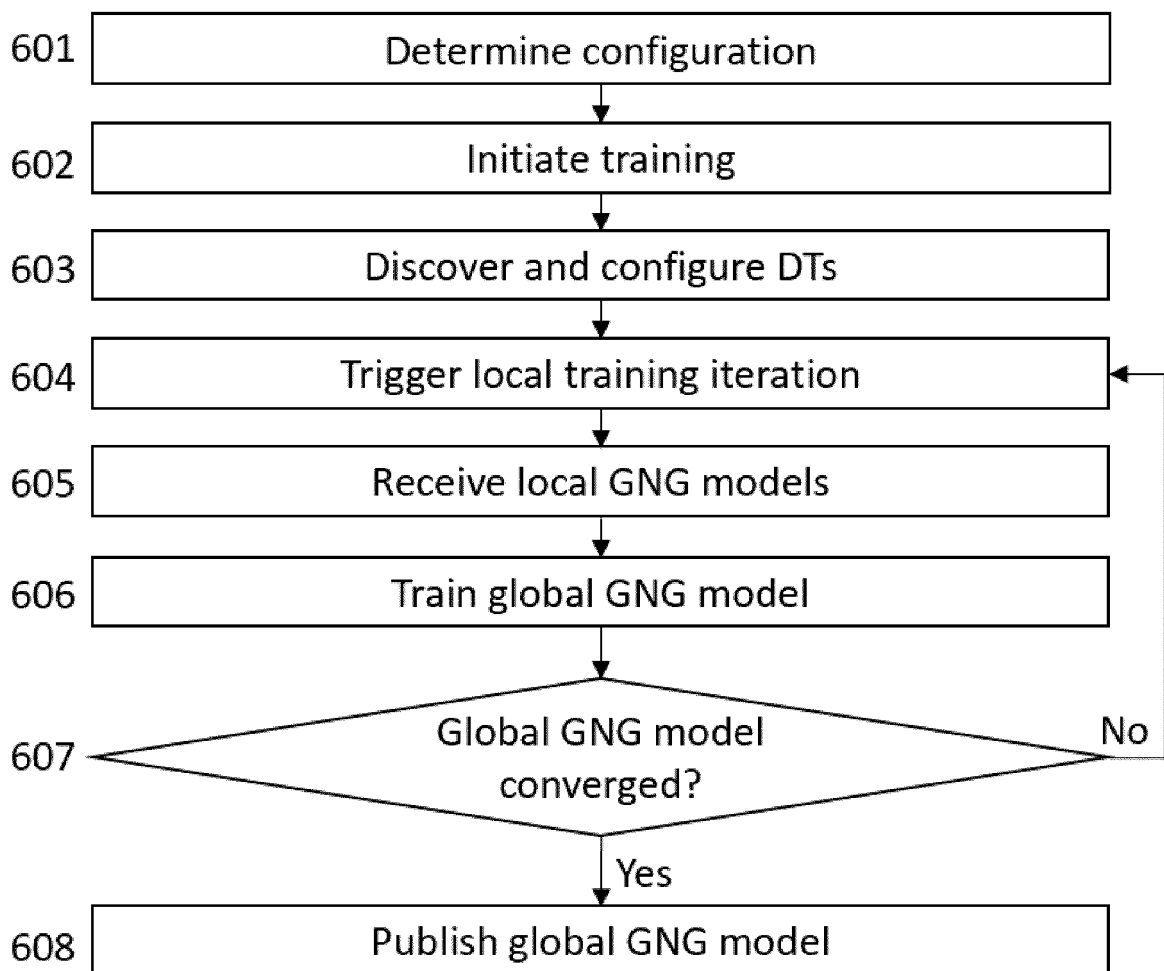 601 Determine configuration
602 Initiate training
603 Discover and configure DTs
604 Trigger local training iteration
605 Receive local GNG models
606 Train global GNG model
Global GNG model
607
converged?
No
Yes
608 Publish global GNG model